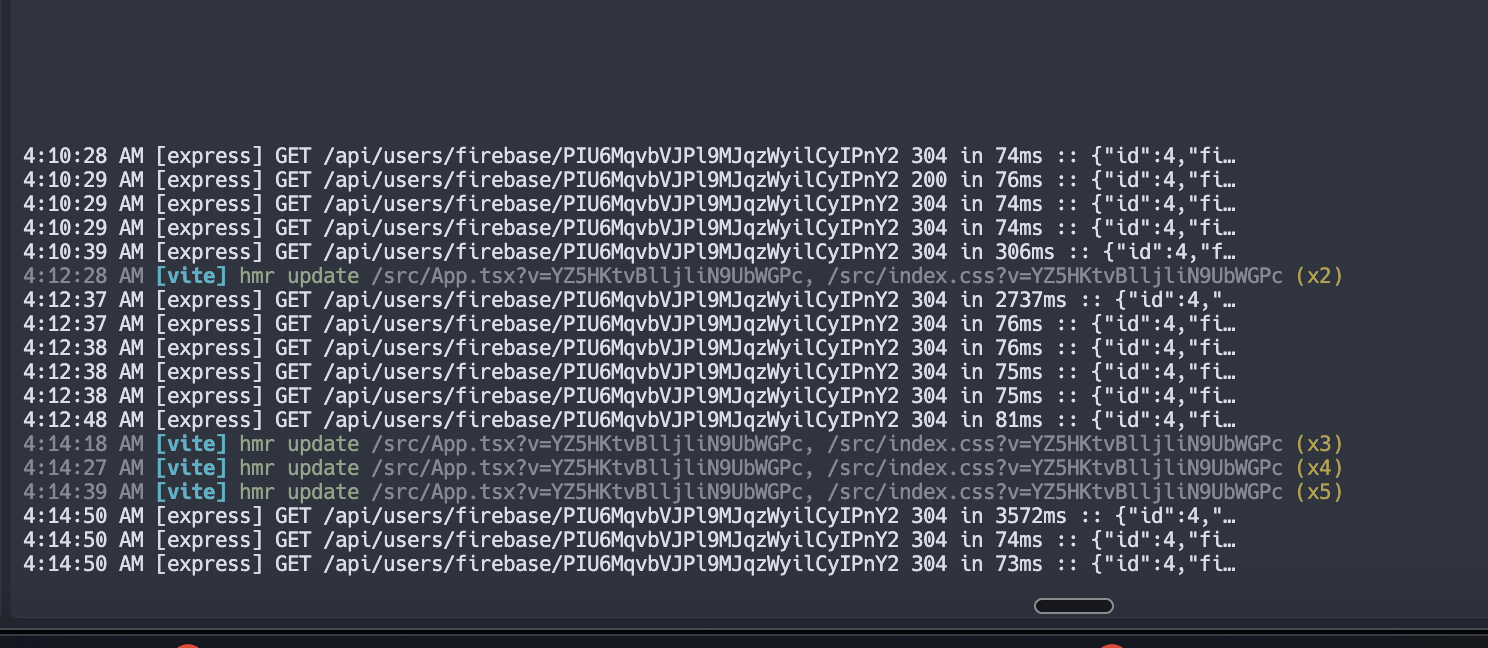 4:10:28 AM [express] GET /api/users/firebase/PIU6MqvbVJPl9MJqzWyilCyIPnY2 304 in 74ms :: {"id":4,"fi…
4:10:29 AM [express] GET /api/users/firebase/PIU6MqvbVJPl9MJqzWyilCyIPnY2 200 in 76ms :: {"id":4,"fi…
4:10:29 AM [express] GET /api/users/firebase/PIU6MqvbVJPl9MJqzWyilCyIPnY2 304 in 74ms :: {"id":4,"fi…
4:10:29 AM [express] GET /api/users/firebase/PIU6MqvbVJPl9MJqzWyilCyIPnY2 304 in 74ms :: {"id":4,"fi…
4:10:39 AM [express] GET /api/users/firebase/PIU6MqvbVJPl9MJqzWyilCyIPnY2 304 in 306ms :: {"id":4,"f…
4:12:28 AM [vite] hmr update /src/App.tsx?v=YZ5HKtvBlljliN9UbWGPc, /src/index.css?v=YZ5HKtvBlljliN9UbWGPc (x2)
4:12:37 AM [express] GET /api/users/firebase/PIU6MqvbVJPl9MJqzWyilCyIPnY2 304 in 2737ms :: {"id":4,"…
4:12:37 AM [express] GET /api/users/firebase/PIU6MqvbVJPl9MJqzWyilCyIPnY2 304 in 76ms :: {"id":4,"fi…
4:12:38 AM [express] GET /api/users/firebase/PIU6MqvbVJPl9MJqzWyilCyIPnY2 304 in 76ms :: {"id":4,"fi…
4:12:38 AM [express] GET /api/users/firebase/PIU6MqvbVJPl9MJqzWyilCyIPnY2 304 in 75ms :: {"id":4,"fi…
4:12:38 AM [express] GET /api/users/firebase/PIU6MqvbVJPl9MJqzWyilCyIPnY2 304 in 75ms :: {"id":4,"fi…
4:12:48 AM [express] GET /api/users/firebase/PIU6MqvbVJPl9MJqzWyilCyIPnY2 304 in 81ms :: {"id":4,"fi…
4:14:18 AM [vite] hmr update /src/App.tsx?v=YZ5HKtvBlljliN9UbWGPc, /src/index.css?v=YZ5HKtvBlljliN9UbWGPc (x3)
4:14:27 AM [vite] hmr update /src/App.tsx?v=YZ5HKtvBlljliN9UbWGPc, /src/index.css?v=YZ5HKtvBlljliN9UbWGPc (x4)
4:14:39 AM [vite] hmr update /src/App.tsx?v=YZ5HKtvBlljliN9UbWGPc, /src/index.css?v=YZ5HKtvBlljliN9UbWGPc (x5)
4:14:50 AM [express] GET /api/users/firebase/PIU6MqvbVJPl9MJqzWyilCyIPnY2 304 in 3572ms :: {"id":4,"…
4:14:50 AM [express] GET /api/users/firebase/PIU6MqvbVJPl9MJqzWyilCyIPnY2 304 in 74ms :: {"id":4,"fi…
4:14:50 AM [express] GET /api/users/firebase/PIU6MqvbVJPl9MJqzWyilCyIPnY2 304 in 73ms :: {"id":4,"fi…